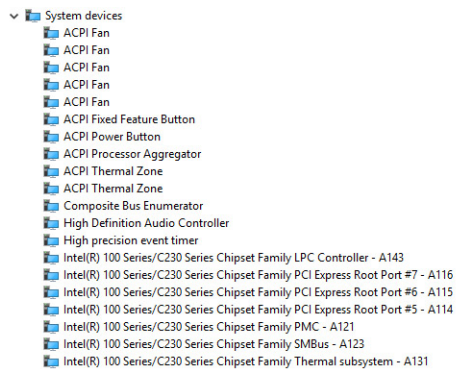 System devices
ACPI Fan
ACPI Fan
ACPI Fan
ACPI Fan
ACPI Fan
ACPI Fixed Feature Button
ACPI Power Button
ACPI Processor Aggregator
ACPI Thermal Zone
ACPI Thermal Zone
Composite Bus Enumerator
High Definition Audio Controller
High precision event timer
Intel(R) 100 Series/C230 Series Chipset Family LPC Controller - A143
Intel(R) 100 Series/C230 Series Chipset Family PCI Express Root Port #7 - A116
Intel(R) 100 Series/C230 Series Chipset Family PCI Express Root Port #6 - A115
Intel(R) 100 Series/C230 Series Chipset Family PCI Express Root Port #5 - A114
Intel(R) 100 Series/C230 Series Chipset Family PMC - A121
Intel(R) 100 Series/C230 Series Chipset Family SMBus - A123
Intel(R) 100 Series/C230 Series Chipset Family Thermal subsystem - A131